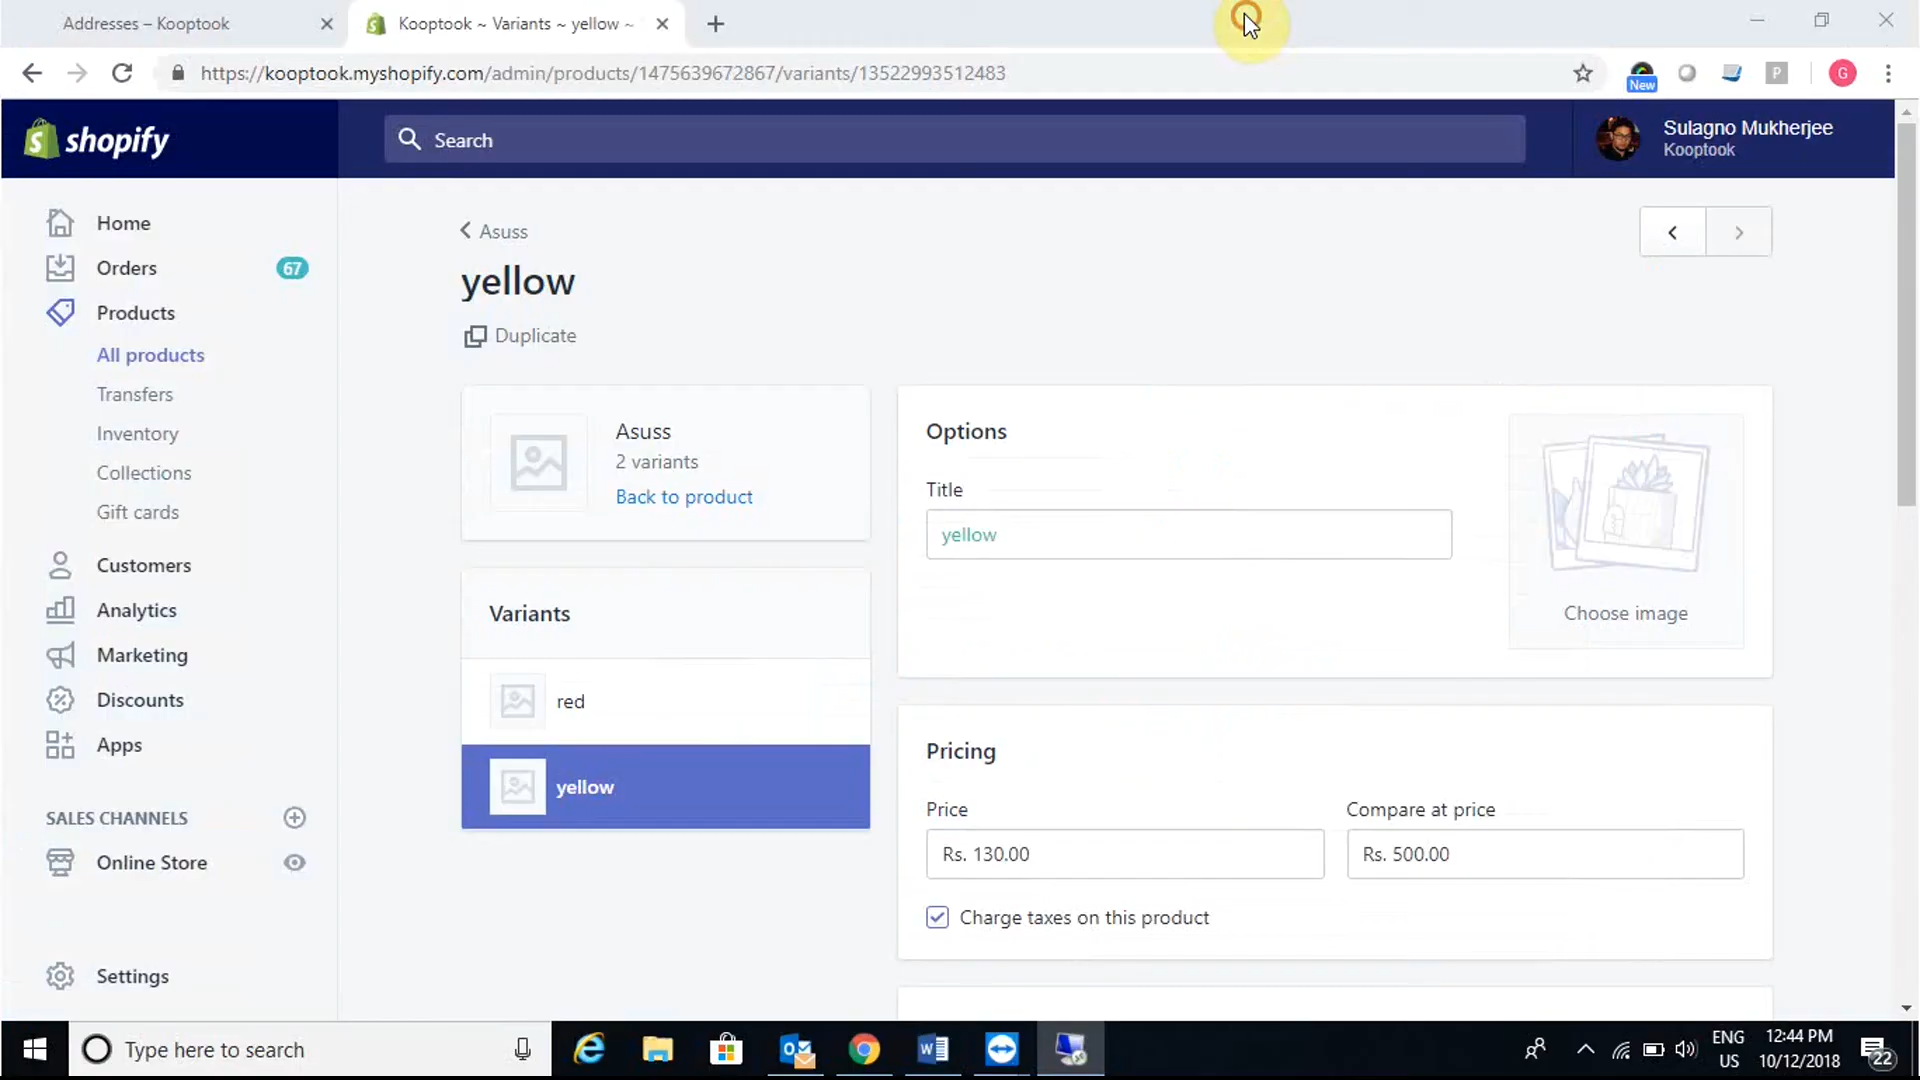 Addresses – Kooptook
Kooptook ~ Variants ~ yellow ~
https://kooptook.myshopify.com/admin/products/1475639672867/variants/13522993512483
New
P
G
shopify
Search
Sulagno Mukherjee
Kooptook
Home
Orders
67
Products
All products
Transfers
Inventory
Collections
Gift cards
Customers
Analytics
Marketing
Discounts
Apps
SALES CHANNELS
Online Store
Settings
Asuss
yellow
Duplicate
Asuss
2 variants
Back to product
Variants
red
yellow
Options
Title
yellow
Choose image
Pricing
Price
Compare at price
Rs. 130.00
Rs. 500.00
Charge taxes on this product
Type here to search
ENG
US
12:44 PM
10/12/2018
22